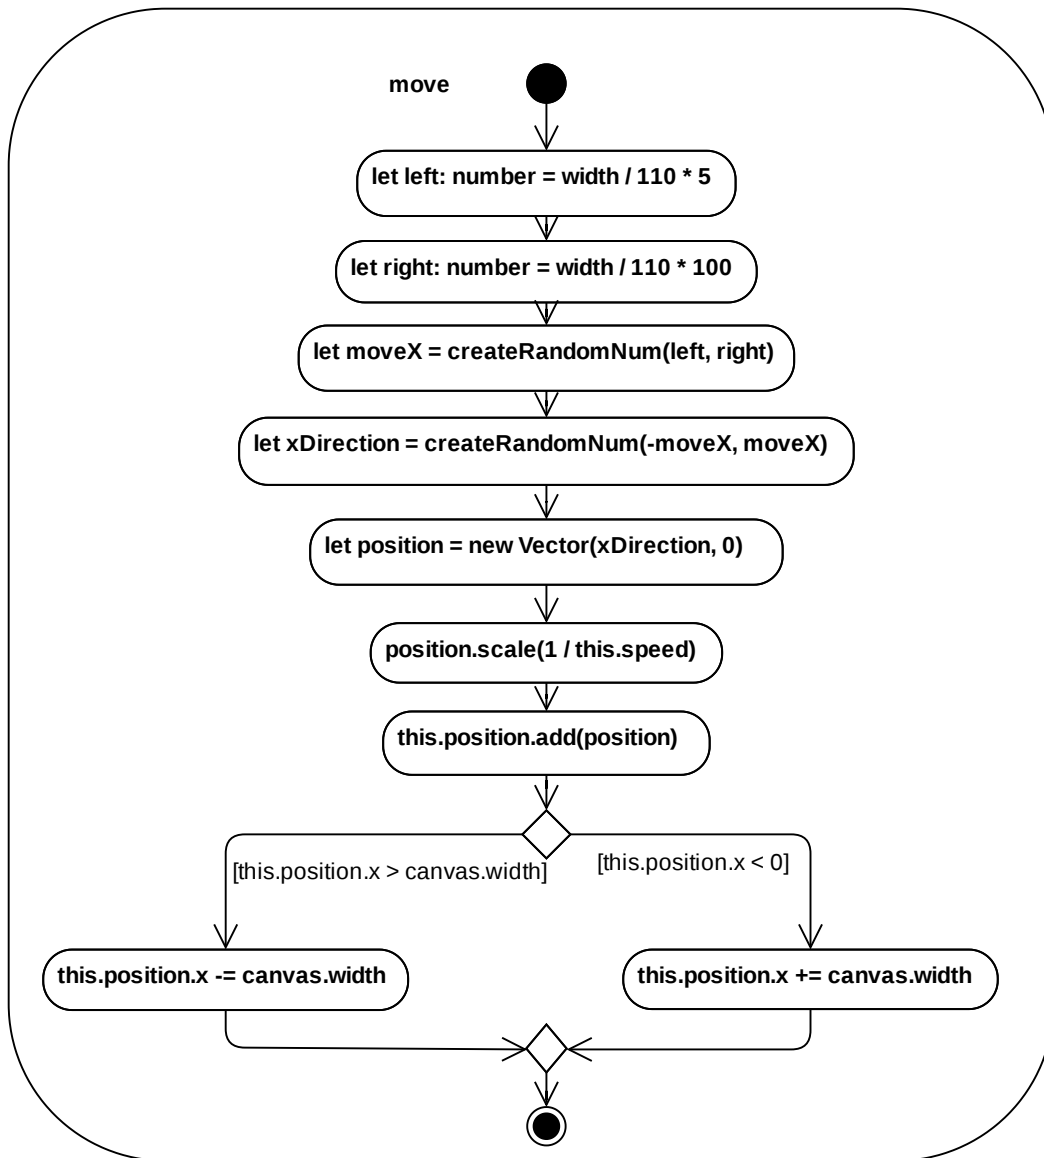 move
let left: number = width / 110 * 5
let right: number = width / 110 * 100
let moveX = createRandomNum(left, right)
let xDirection = createRandomNum(-moveX, moveX)
let position = new Vector(xDirection, 0)
position.scale(1 / this.speed)
this.position.add(position)
[this.position.x > canvas.width]
[this.position.x < 0]
this.position.x -= canvas.width
this.position.x += canvas.width